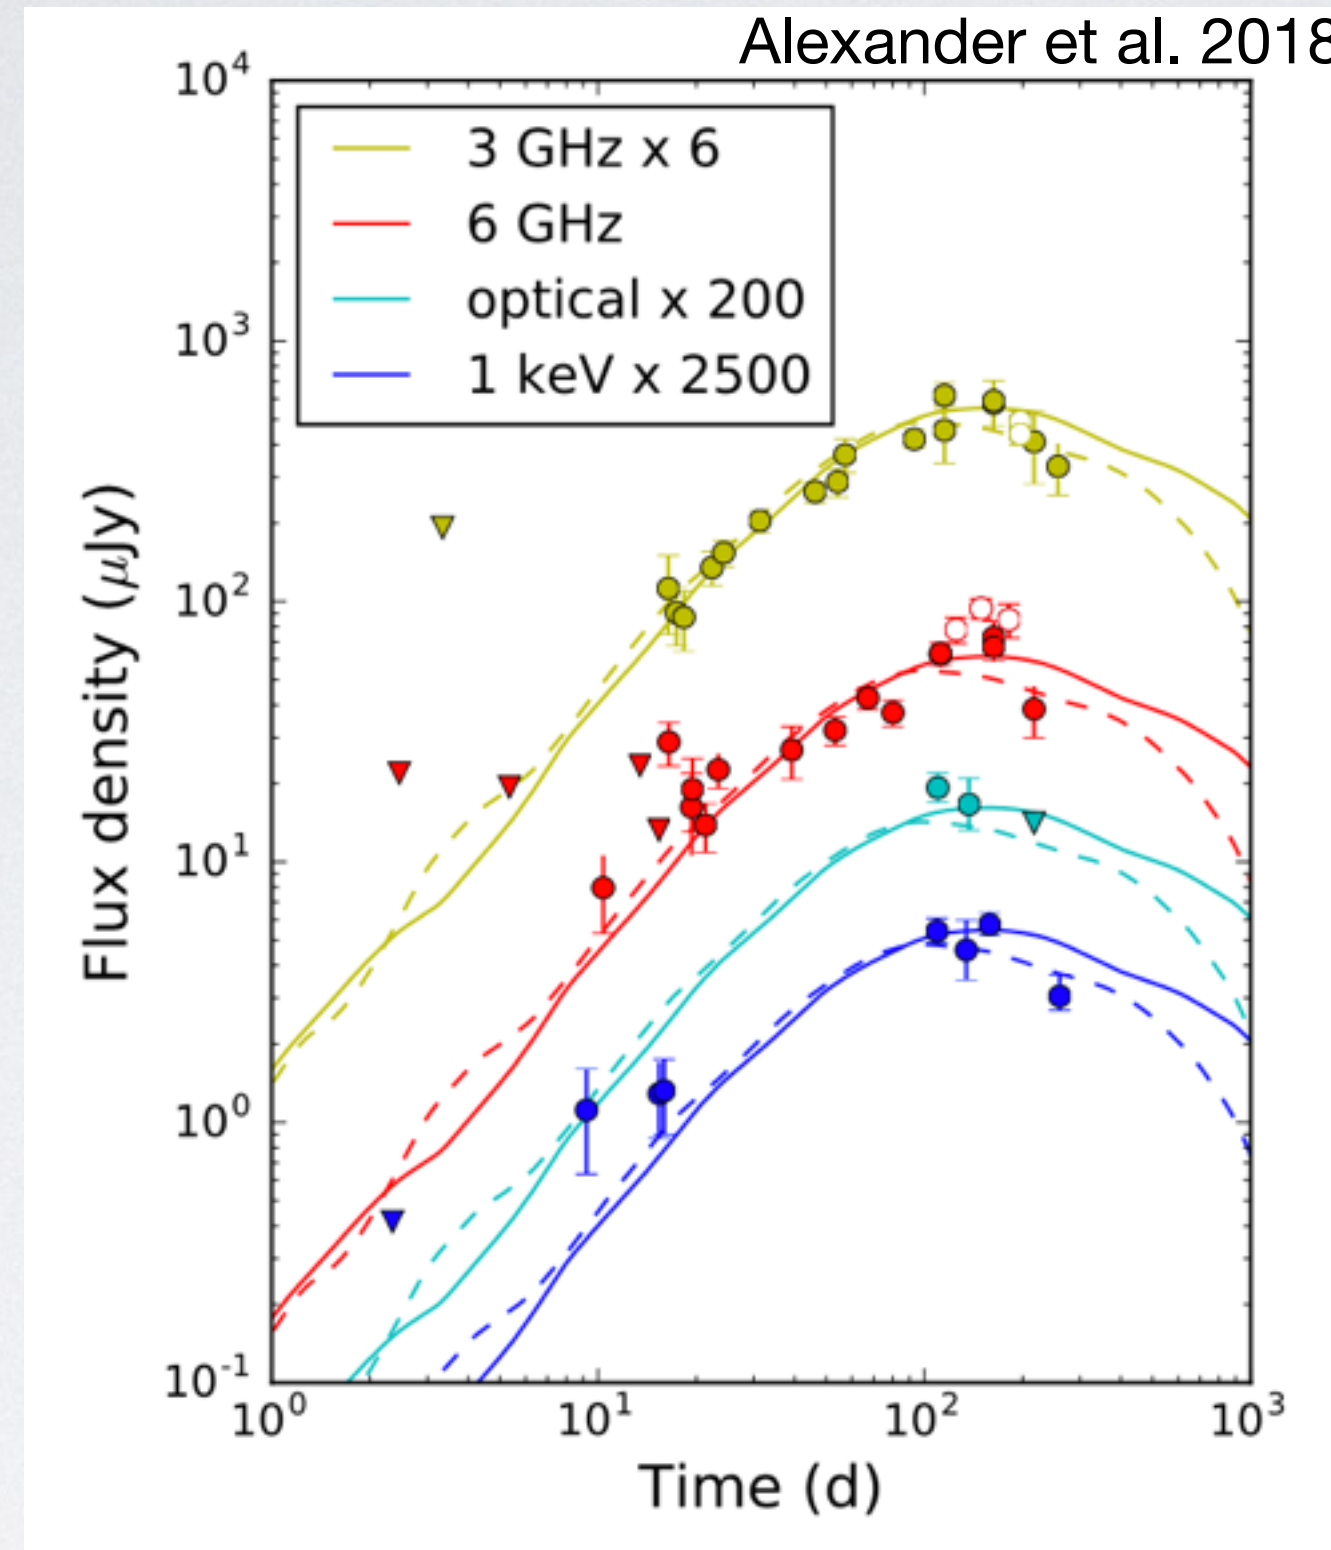 Alexander et al. 2018
10^4
3 GHz x 6
6 GHz
optical x 200
1 keV x 2500
10^3
10^2
10^1
10^0
10^-1
Flux density (μJy)
10^0 10^1 10^2 10^3
Time (d)